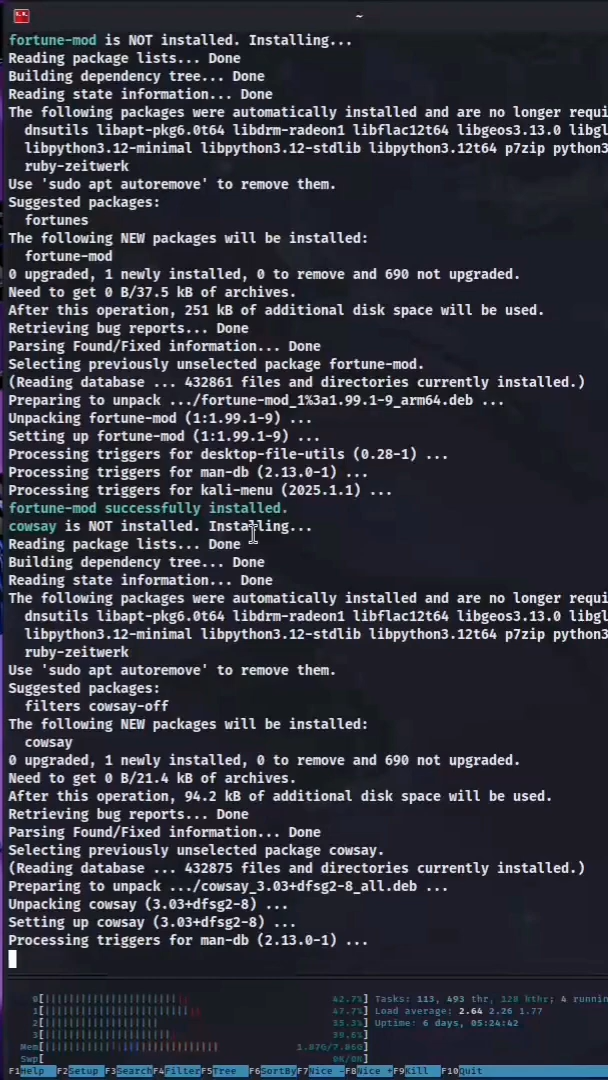 ~
fortune-mod is NOT installed. Installing...
Reading package lists... Done
Building dependency tree... Done
Reading state information... Done
The following packages were automatically installed and are no longer requi
dnsutils libapt-pkg6.0t64 libdrm-radeon1 libflac12t64 libgeos3.13.0 libgl
libpython3.12-minimal libpython3.12-stdlib libpython3.12t64 p7zip python3
ruby-zeitwerk
Use 'sudo apt autoremove' to remove them.
Suggested packages:
fortunes
The following NEW packages will be installed:
fortune-mod
0 upgraded, 1 newly installed, 0 to remove and 690 not upgraded.
Need to get 0 B/37.5 kB of archives.
After this operation, 251 kB of additional disk space will be used.
Retrieving bug reports... Done
Parsing Found/Fixed information... Done
Selecting previously unselected package fortune-mod.
(Reading database ... 432861 files and directories currently installed.)
Preparing to unpack .../fortune-mod_1%3a1.99.1-9_arm64.deb ...
Unpacking fortune-mod (1:1.99.1-9) ...
Setting up fortune-mod (1:1.99.1-9) ...
Processing triggers for desktop-file-utils (0.28-1) ...
Processing triggers for man-db (2.13.0-1) ...
Processing triggers for kali-menu (2025.1.1) ...
fortune-mod successfully installed.
cowsay is NOT installed. Installing...
Reading package lists... Done
Building dependency tree... Done
Reading state information... Done
The following packages were automatically installed and are no longer requi
dnsutils libapt-pkg6.0t64 libdrm-radeon1 libflac12t64 libgeos3.13.0 libgl
libpython3.12-minimal libpython3.12-stdlib libpython3.12t64 p7zip python3
ruby-zeitwerk
Use 'sudo apt autoremove' to remove them.
Suggested packages:
filters cowsay-off
The following NEW packages will be installed:
cowsay
0 upgraded, 1 newly installed, 0 to remove and 690 not upgraded.
Need to get 0 B/21.4 kB of archives.
After this operation, 94.2 kB of additional disk space will be used.
Retrieving bug reports... Done
Parsing Found/Fixed information... Done
Selecting previously unselected package cowsay.
(Reading database ... 432875 files and directories currently installed.)
Preparing to unpack .../cowsay_3.03+dfsg2-8_all.deb ...
Unpacking cowsay (3.03+dfsg2-8) ...
Setting up cowsay (3.03+dfsg2-8) ...
Processing triggers for man-db (2.13.0-1) ...
0[ 42.7%] Tasks: 113, 493 thr, 128 kthr; 4 runnin
1[ 47.7%] Load average: 2.64 2.26 1.77
2[ 35.3%] Uptime: 6 days, 05:24:42
3[ ]
Mem[ ]
Swp[ 0K/0K]
F1Help F2Setup F3Search F4Filter F5Tree F6SortBy F7Nice - F8Nice + F9Kill F10Quit